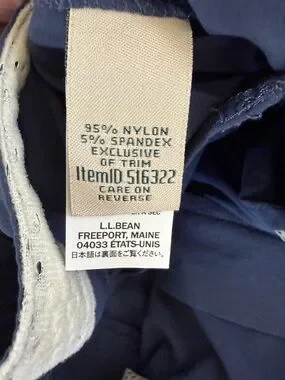 95% NYLON
5% SPANDEX
EXCLUSIVE
OF TRIM
ItemID 516322
CARE ON
REVERSE
L.L.BEAN
FREEPORT, MAINE
04033 ÉTATS-UNIS
日本語は裏面をご覧ください。